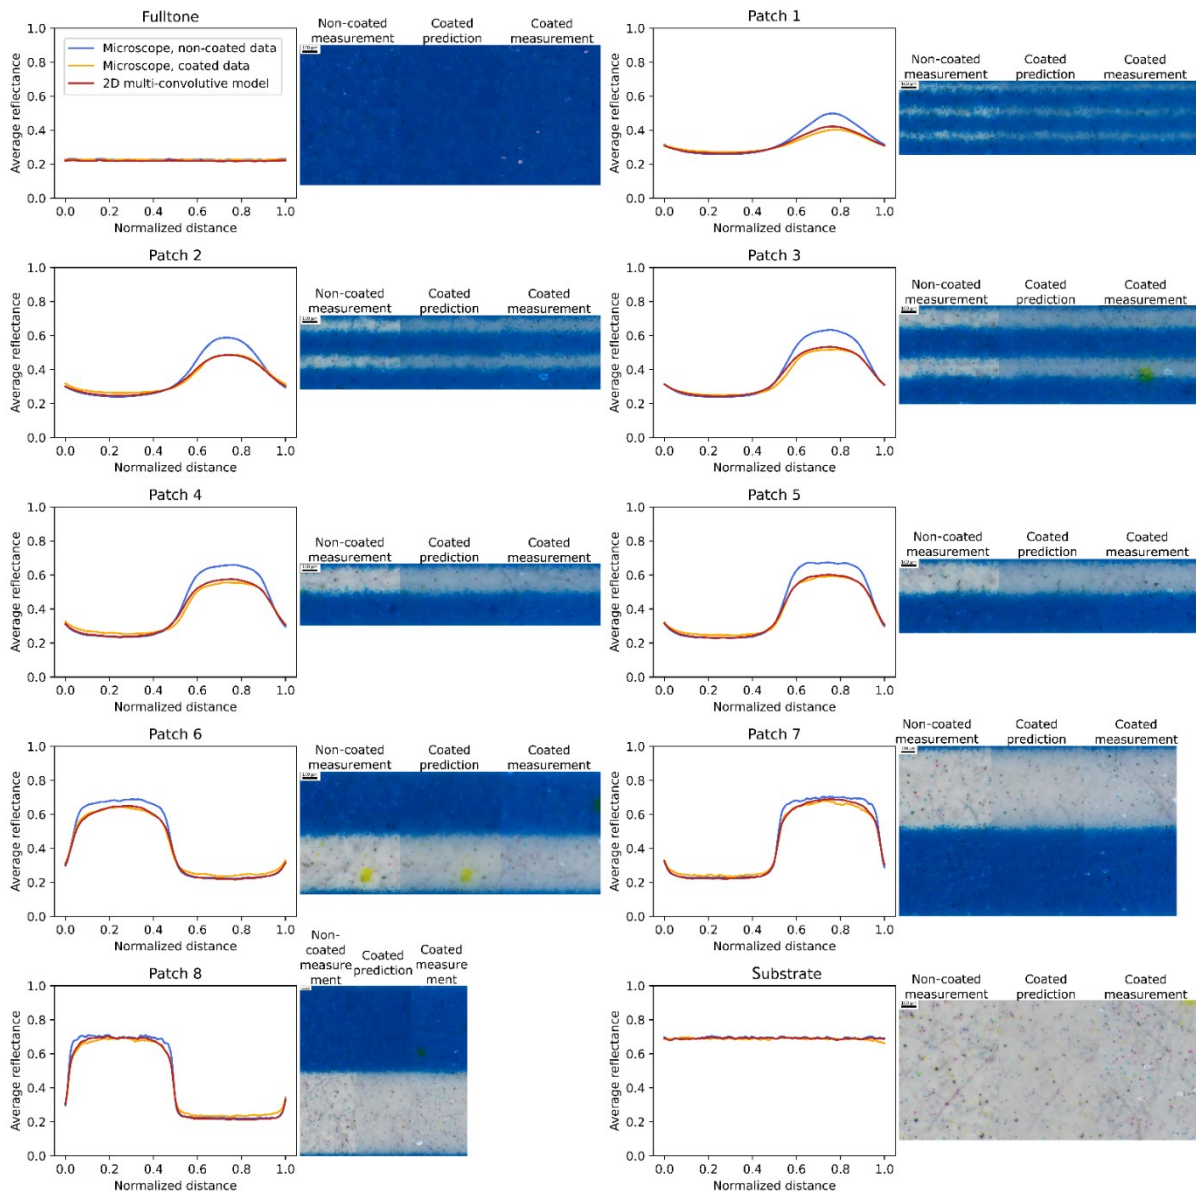 Fulltone
Non-coated Coated Coated
measurement prediction measurement
100 µm
Average reflectance
1.0
0.8
0.6
0.4
0.2
0.0
Microscope, non-coated data
Microscope, coated data
2D multi-convolutive model
0.0 0.2 0.4 0.6 0.8 1.0
Normalized distance
Patch 1
Non-coated Coated Coated
measurement prediction measurement
100 µm
Average reflectance
1.0
0.8
0.6
0.4
0.2
0.0
0.0 0.2 0.4 0.6 0.8 1.0
Normalized distance
Patch 2
Non-coated Coated Coated
measurement prediction measurement
100 µm
Average reflectance
1.0
0.8
0.6
0.4
0.2
0.0
0.0 0.2 0.4 0.6 0.8 1.0
Normalized distance
Patch 3
Non-coated Coated Coated
measurement prediction measurement
100 µm
Average reflectance
1.0
0.8
0.6
0.4
0.2
0.0
0.0 0.2 0.4 0.6 0.8 1.0
Normalized distance
Patch 4
Non-coated Coated Coated
measurement prediction measurement
100 µm
Average reflectance
1.0
0.8
0.6
0.4
0.2
0.0
0.0 0.2 0.4 0.6 0.8 1.0
Normalized distance
Patch 5
Non-coated Coated Coated
measurement prediction measurement
100 µm
Average reflectance
1.0
0.8
0.6
0.4
0.2
0.0
0.0 0.2 0.4 0.6 0.8 1.0
Normalized distance
Patch 6
Non-coated Coated Coated
measurement prediction measurement
100 µm
Average reflectance
1.0
0.8
0.6
0.4
0.2
0.0
0.0 0.2 0.4 0.6 0.8 1.0
Normalized distance
Patch 7
Non-coated Coated Coated
measurement prediction measurement
100 µm
Average reflectance
1.0
0.8
0.6
0.4
0.2
0.0
0.0 0.2 0.4 0.6 0.8 1.0
Normalized distance
Patch 8
Non-
coated Coated Coated
measure prediction measure
ment ment
Average reflectance
1.0
0.8
0.6
0.4
0.2
0.0
0.0 0.2 0.4 0.6 0.8 1.0
Normalized distance
Substrate
Non-coated Coated Coated
measurement prediction measurement
100 µm
Average reflectance
1.0
0.8
0.6
0.4
0.2
0.0
0.0 0.2 0.4 0.6 0.8 1.0
Normalized distance